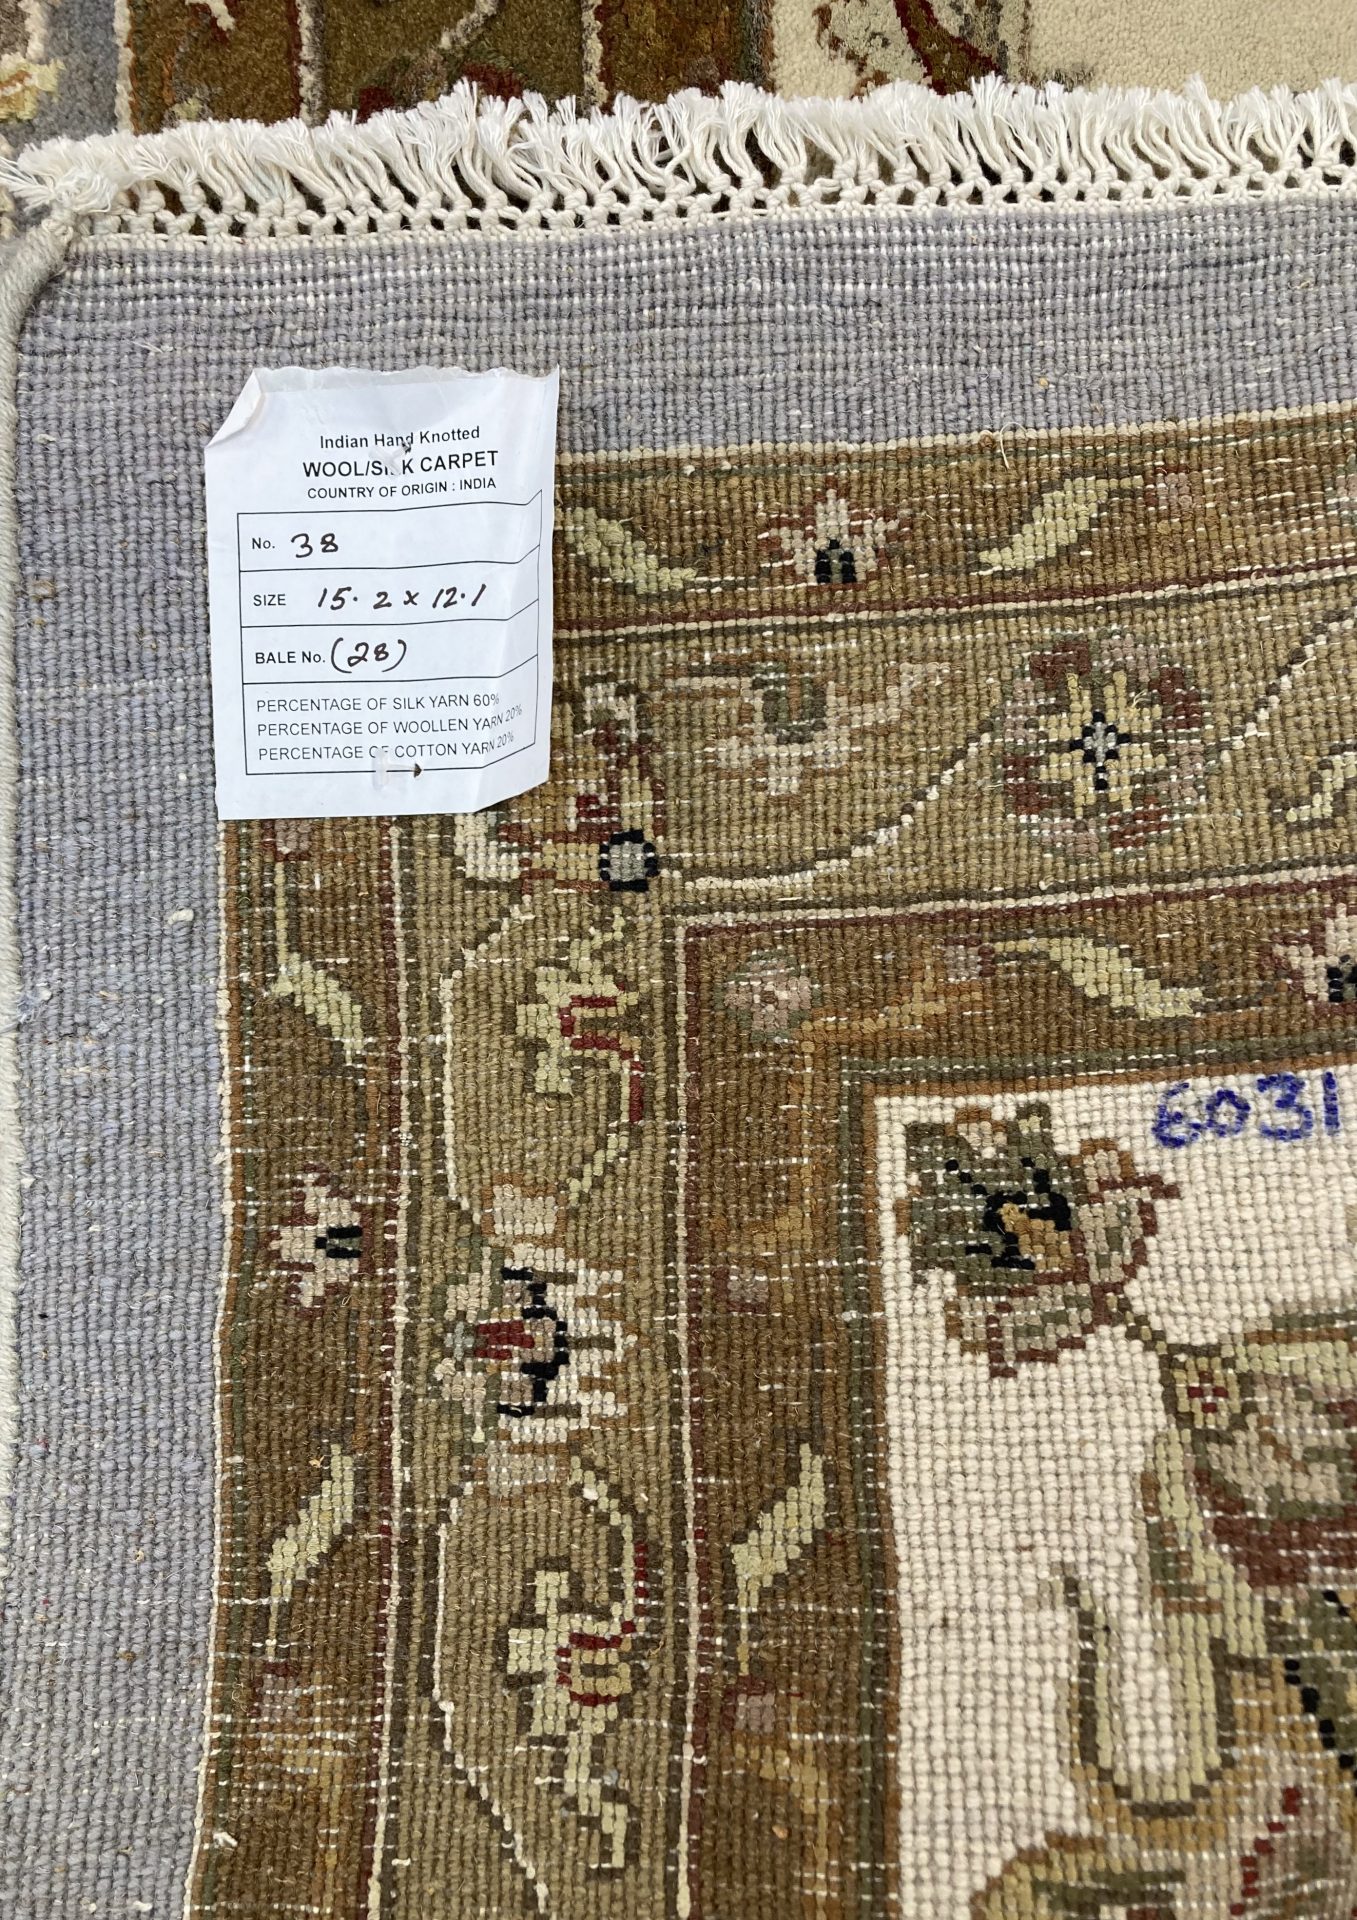 Indian Hand Knotted
WOOL/SILK CARPET
COUNTRY OF ORIGIN : INDIA
No. 38
SIZE 15.2 x 12.1
BALE No. (28)
PERCENTAGE OF SILK YARN 60%
PERCENTAGE OF WOOLLEN YARN 20%
PERCENTAGE OF COTTON YARN 20%
6031